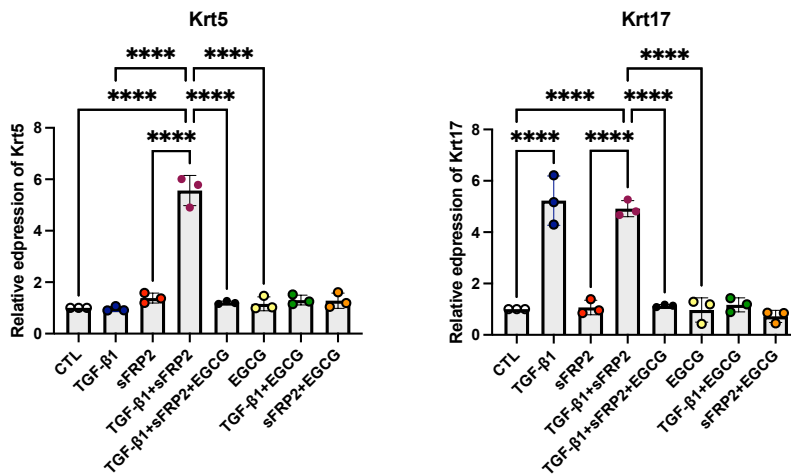 Krt5
Krt17
**** ****
****
**** ****
****
**** ****
**** **** ****
Relative edpression of Krt5
8
6
4
2
0
CTL
TGF-β1
sFRP2
TGF-β1+sFRP2
TGF-β1+sFRP2+EGCG
EGCG
TGF-β1+EGCG
sFRP2+EGCG
Relative edpression of Krt17
8
6
4
2
0
CTL
TGF-β1
sFRP2
TGF-β1+sFRP2
TGF-β1+sFRP2+EGCG
EGCG
TGF-β1+EGCG
sFRP2+EGCG